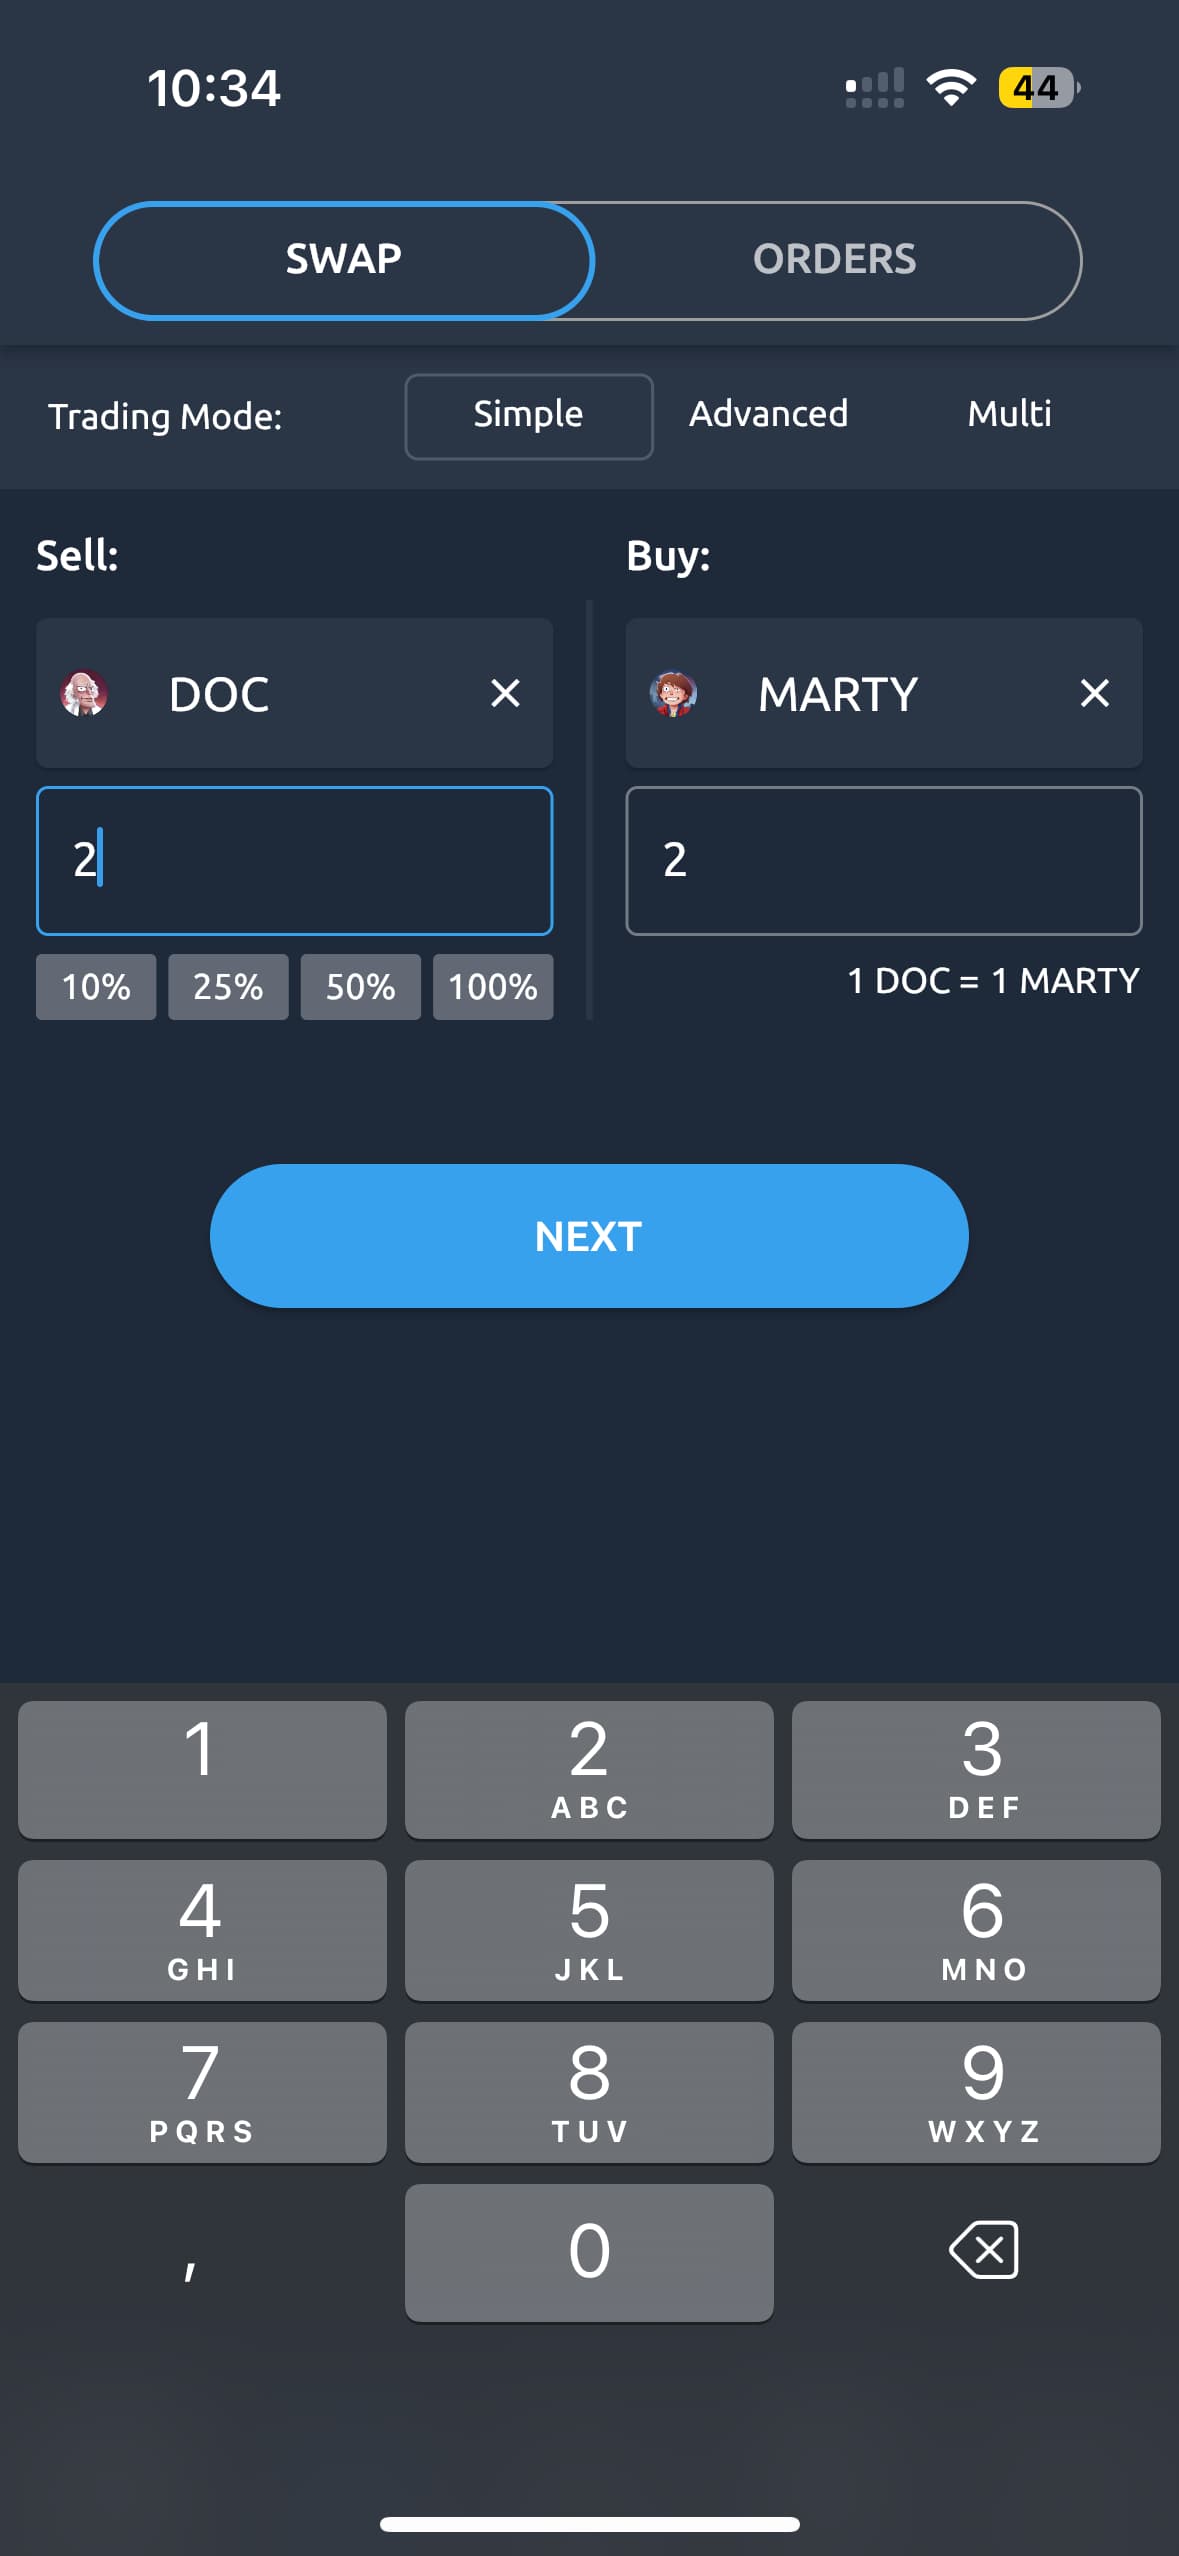 10:34
44
SWAP
ORDERS
Trading Mode:
Simple
Advanced
Multi
Sell:
Buy:
DOC
MARTY
2
2
10%
25%
50%
100%
1 DOC = 1 MARTY
NEXT
1
2
ABC
3
DEF
4
GHI
5
JKL
6
MNO
7
PQRS
8
TUV
9
WXYZ
,
0